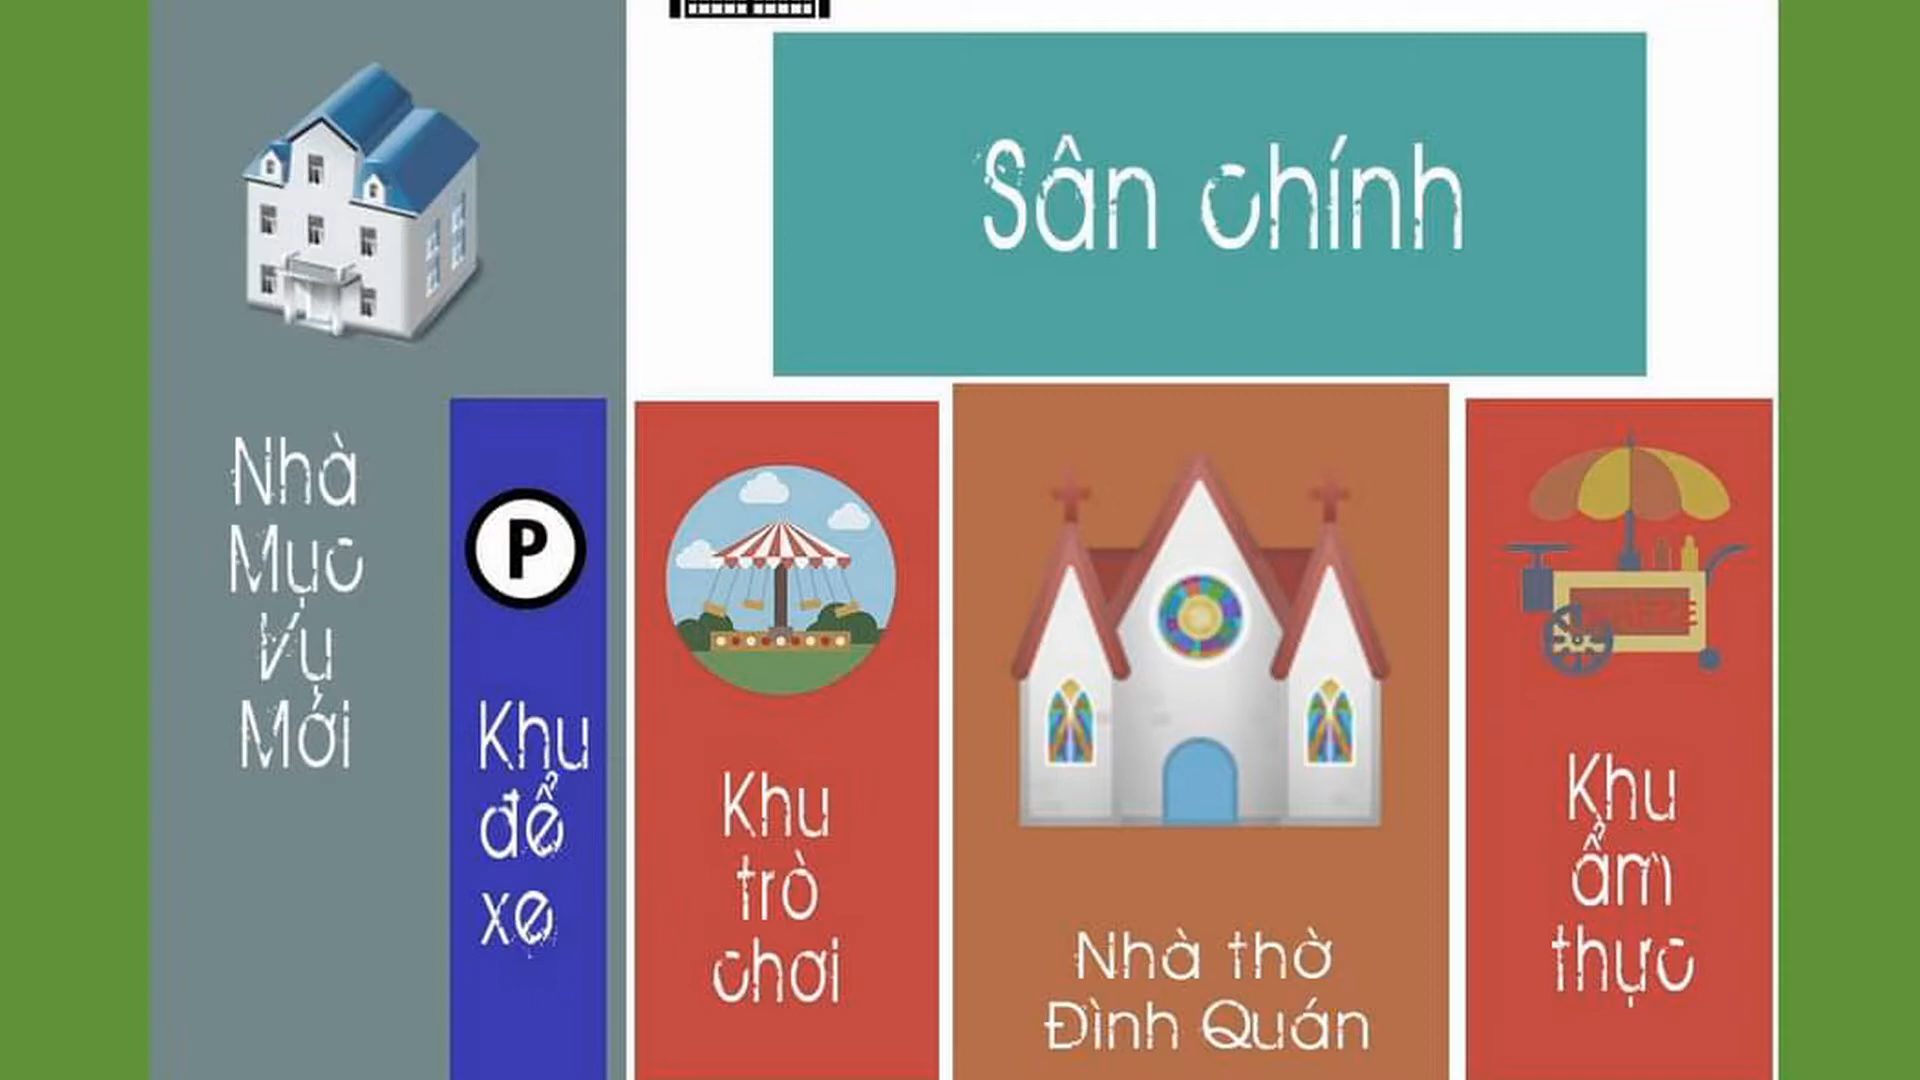 Sân chính
Nhà
Mục
Vụ
Mới
P
Khu
để
xe
Khu
trò
chơi
Nhà thờ
Đình Quán
Khu
ẩm
thực